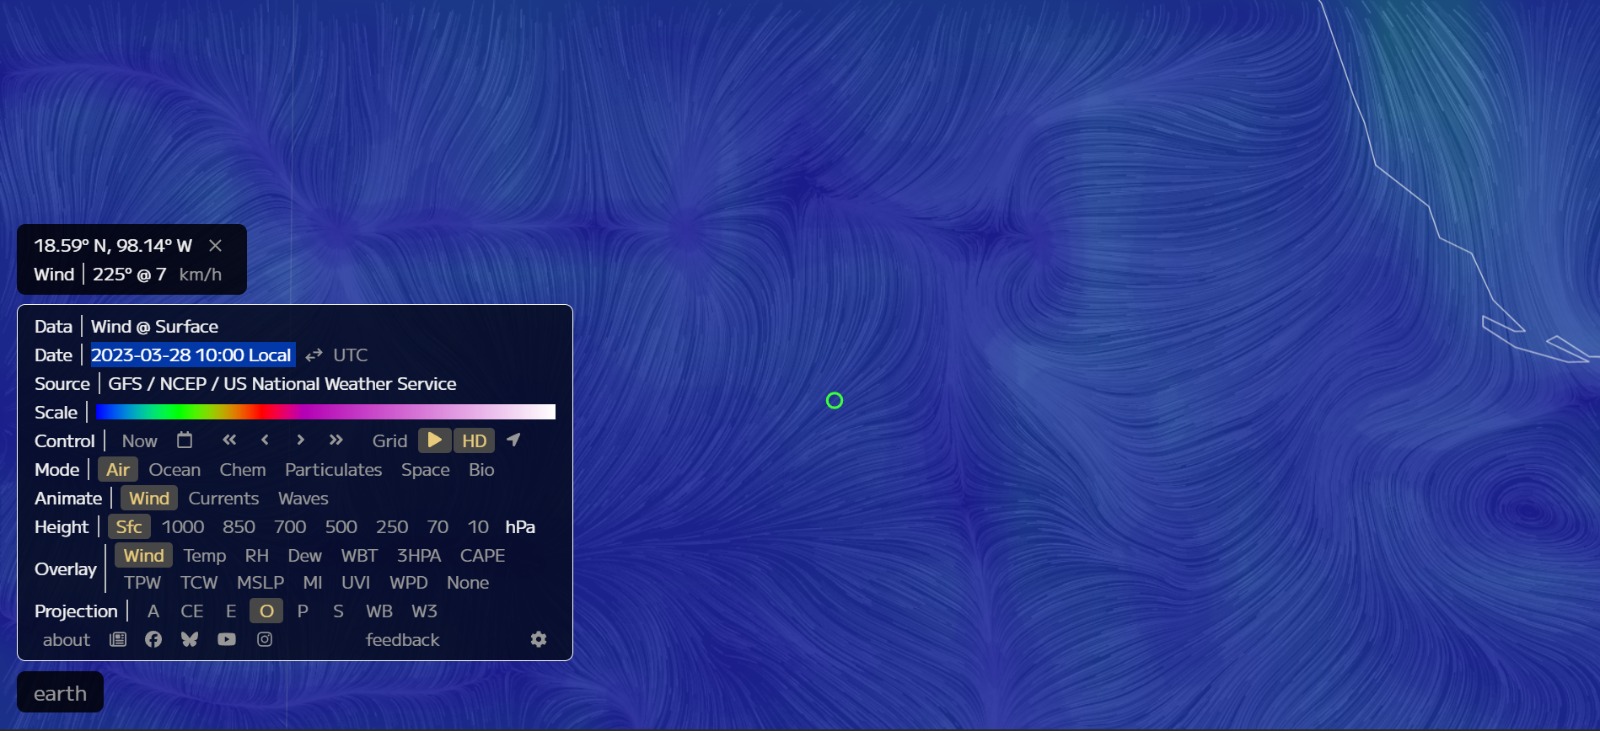 18.59° N, 98.14° W ×
Wind | 225° @ 7 km/h
Data | Wind @ Surface
Date | 2023-03-28 10:00 Local ⇄ UTC
Source | GFS / NCEP / US National Weather Service
Scale |
Control | Now « ‹ › » Grid HD
Mode | Air Ocean Chem Particulates Space Bio
Animate | Wind Currents Waves
Height | Sfc 1000 850 700 500 250 70 10 hPa
Overlay | Wind Temp RH Dew WBT 3HPA CAPE
TPW TCW MSLP MI UVI WPD None
Projection | A CE E O P S WB W3
about feedback
earth